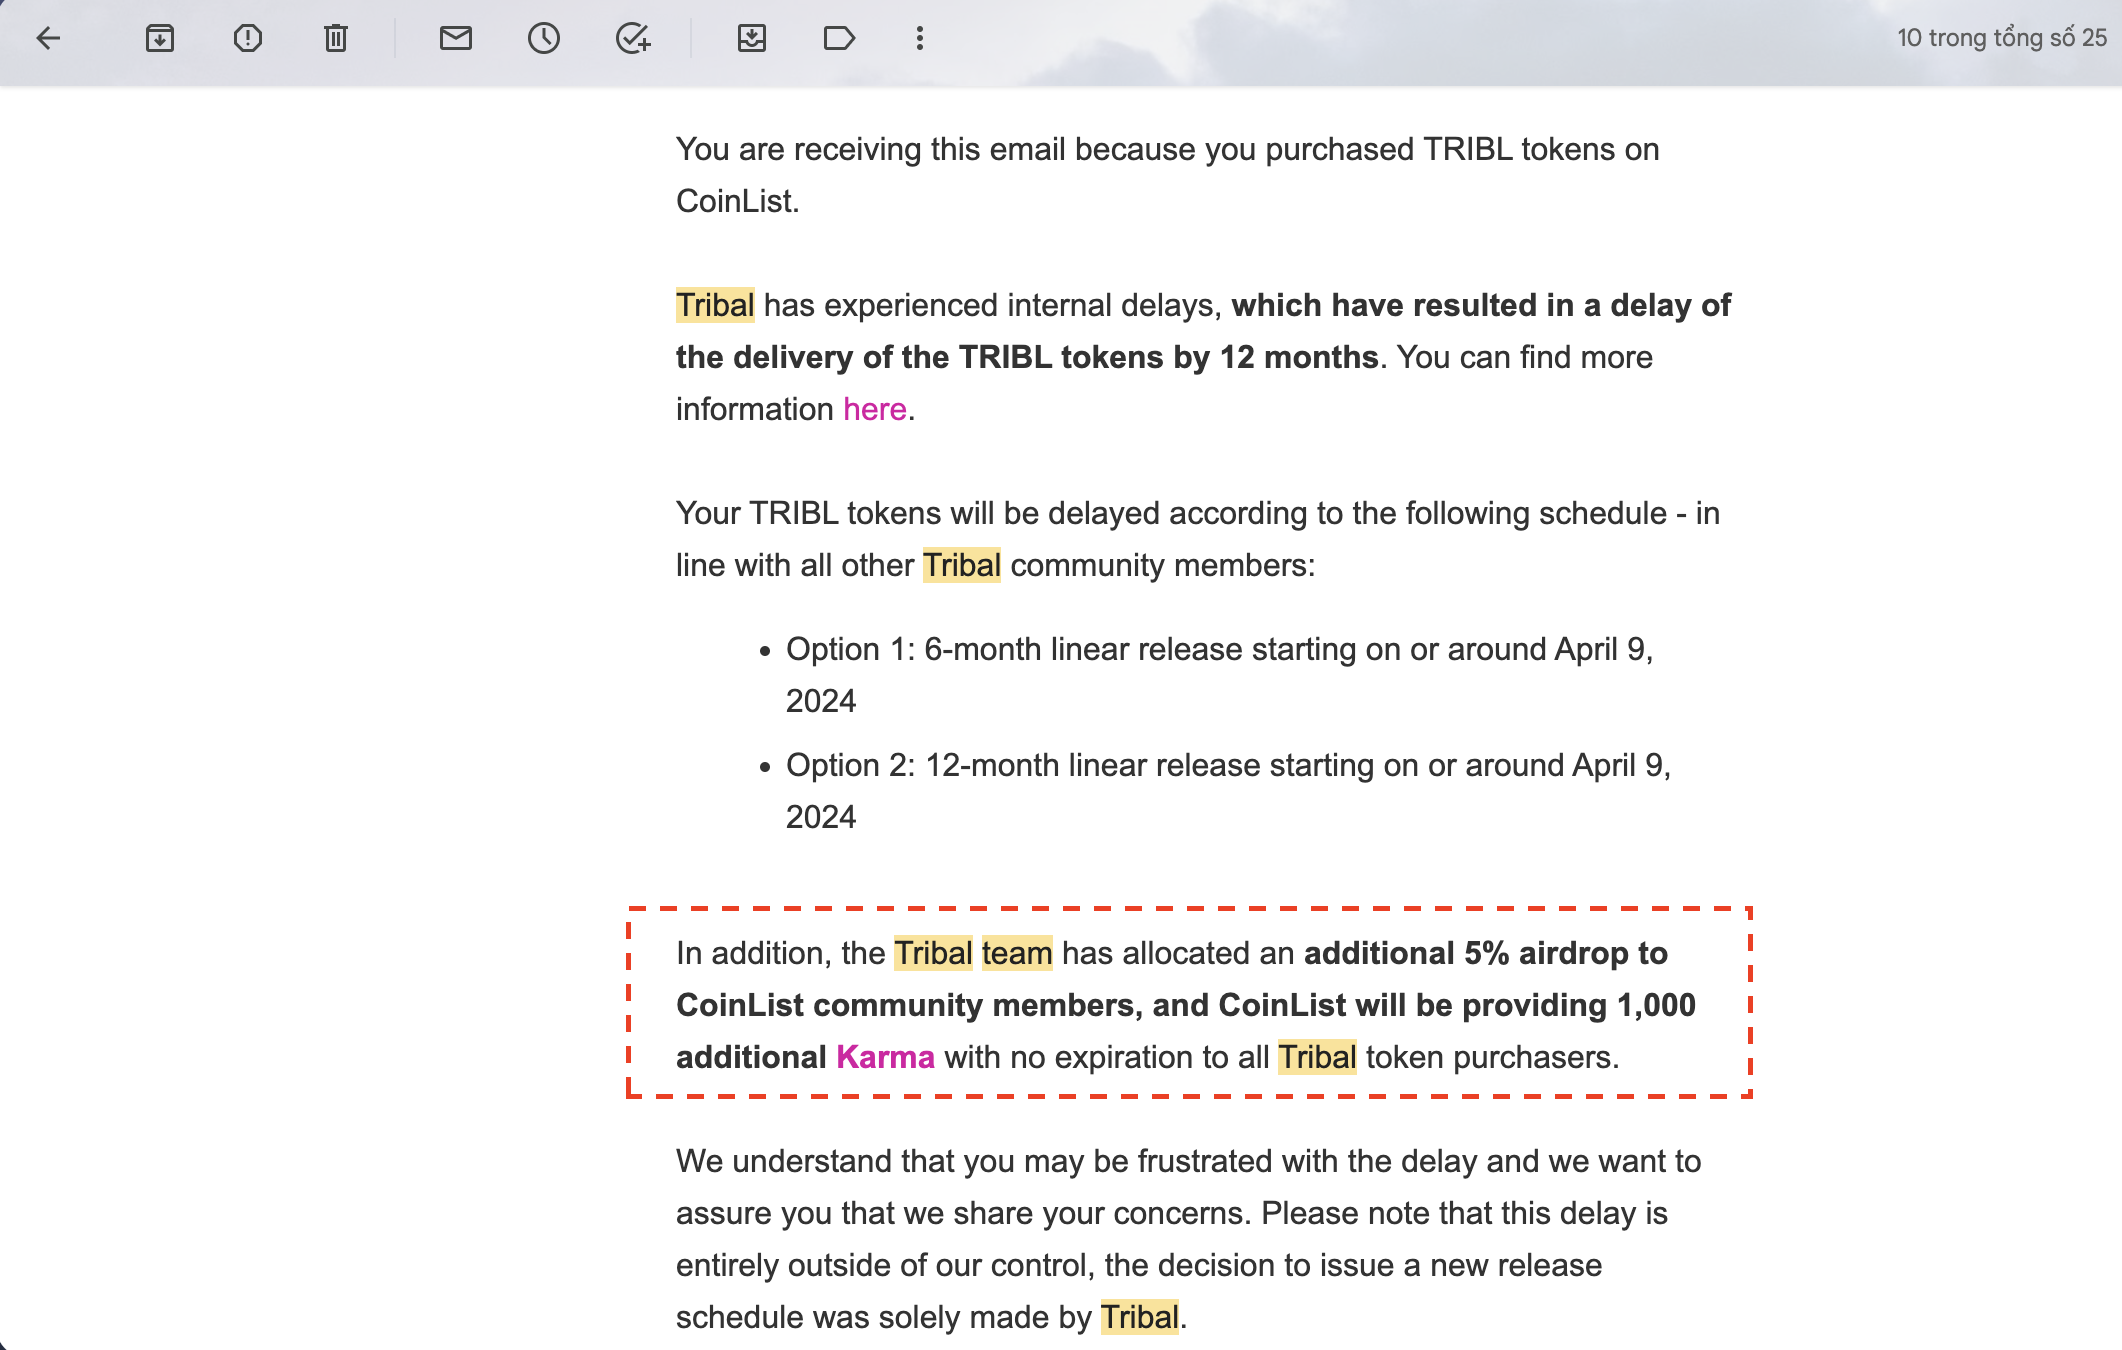 10 trong tổng số 25
You are receiving this email because you purchased TRIBL tokens on
CoinList.
Tribal has experienced internal delays, which have resulted in a delay of
the delivery of the TRIBL tokens by 12 months. You can find more
information here.
Your TRIBL tokens will be delayed according to the following schedule - in
line with all other Tribal community members:
• Option 1: 6-month linear release starting on or around April 9,
2024
• Option 2: 12-month linear release starting on or around April 9,
2024
In addition, the Tribal team has allocated an additional 5% airdrop to
CoinList community members, and CoinList will be providing 1,000
additional Karma with no expiration to all Tribal token purchasers.
We understand that you may be frustrated with the delay and we want to
assure you that we share your concerns. Please note that this delay is
entirely outside of our control, the decision to issue a new release
schedule was solely made by Tribal.